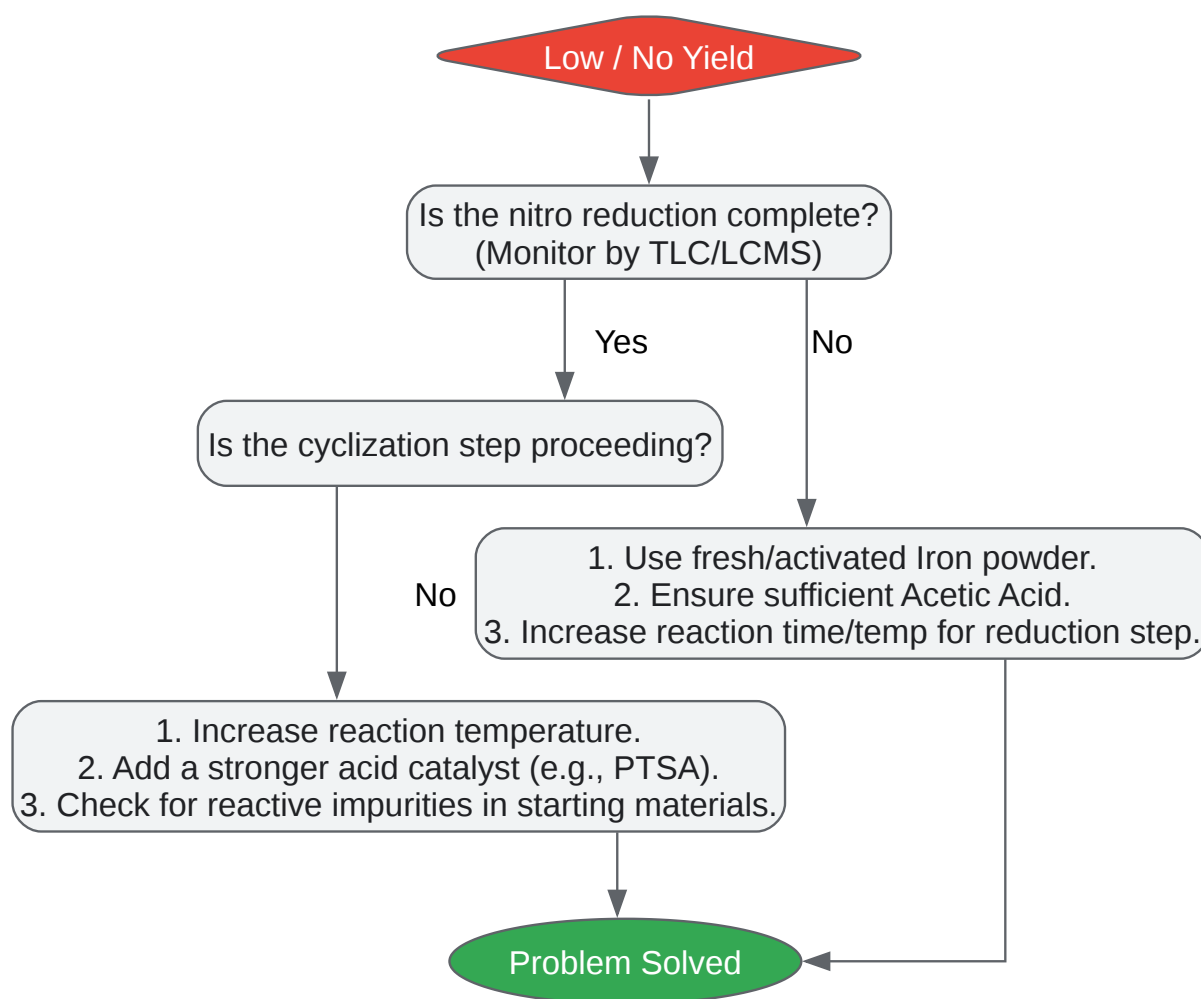 Low / No Yield
Is the nitro reduction complete?
(Monitor by TLC/LCMS)
Yes
No
Is the cyclization step proceeding?
1. Use fresh/activated Iron powder.
2. Ensure sufficient Acetic Acid.
3. Increase reaction time/temp for reduction step.
No
1. Increase reaction temperature.
2. Add a stronger acid catalyst (e.g., PTSA).
3. Check for reactive impurities in starting materials.
Problem Solved